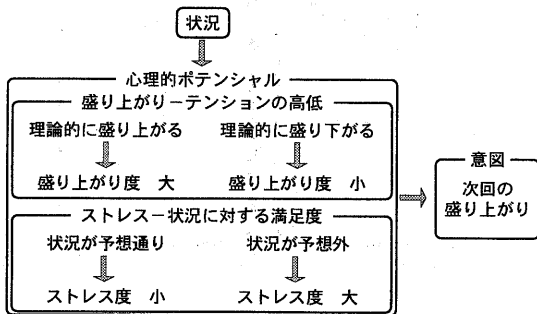 状況
心理的ポテンシャル
盛り上がり－テンションの高低
理論的に盛り上がる 理論的に盛り下がる
盛り上がり度 大 盛り上がり度 小
ストレス－状況に対する満足度
状況が予想通り 状況が予想外
ストレス度 小 ストレス度 大
意図
次回の
盛り上がり